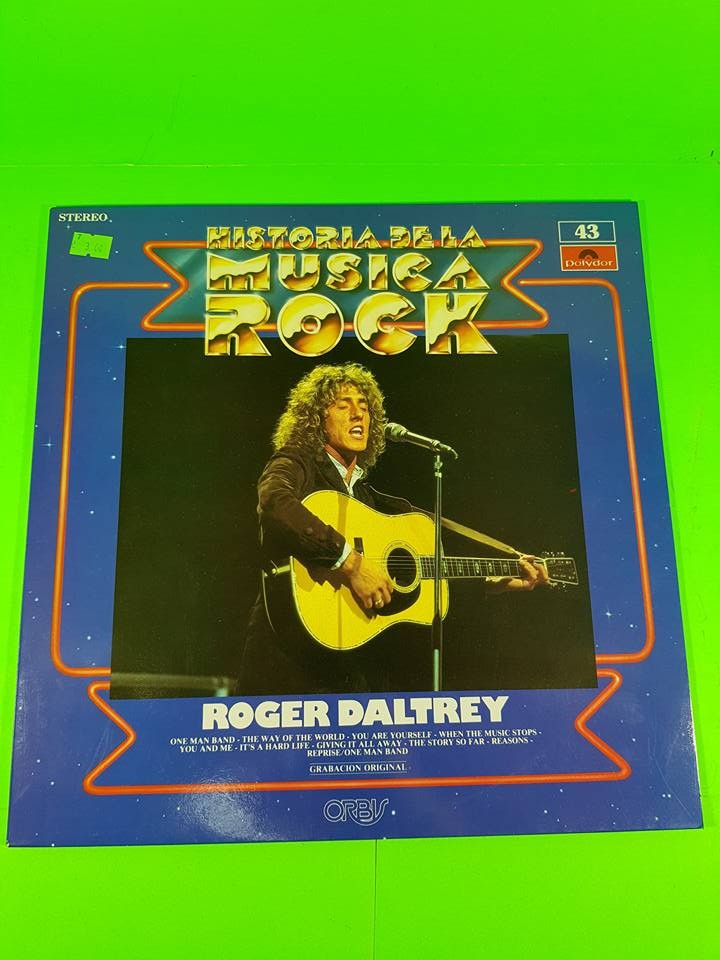 STEREO
3.00
HISTORIA DE LA
MUSICA
ROCK
43
Polydor
ROGER DALTREY
ONE MAN BAND - THE WAY OF THE WORLD - YOU ARE YOURSELF - WHEN THE MUSIC STOPS -
YOU AND ME - IT'S A HARD LIFE - GIVING IT ALL AWAY - THE STORY SO FAR - REASONS -
REPRISE/ONE MAN BAND
GRABACION ORIGINAL
ORBIS